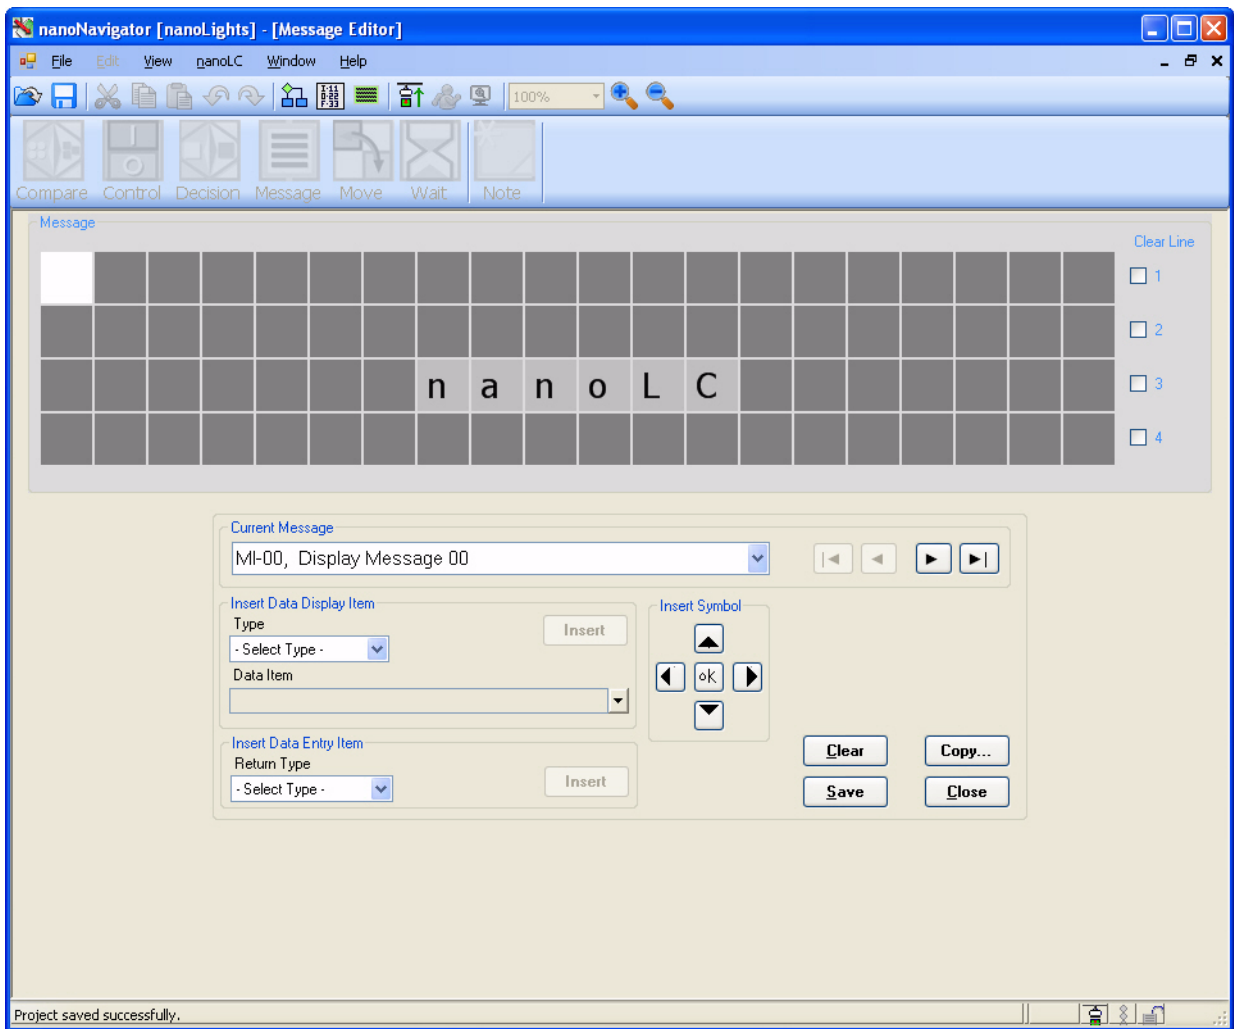 nanoNavigator [nanoLights] - [Message Editor]
File Edit View nanoLC Window Help
I-11
O-22
F-33
100%
Compare Control Decision Message Move Wait Note
Message
Clear Line
1
2
n a n o L C
3
4
Current Message
MI-00, Display Message 00
Insert Data Display Item
Type
Insert
- Select Type -
Data Item
Insert Symbol
oK
Insert Data Entry Item
Return Type
- Select Type -
Insert
Clear Copy...
Save Close
Project saved successfully.